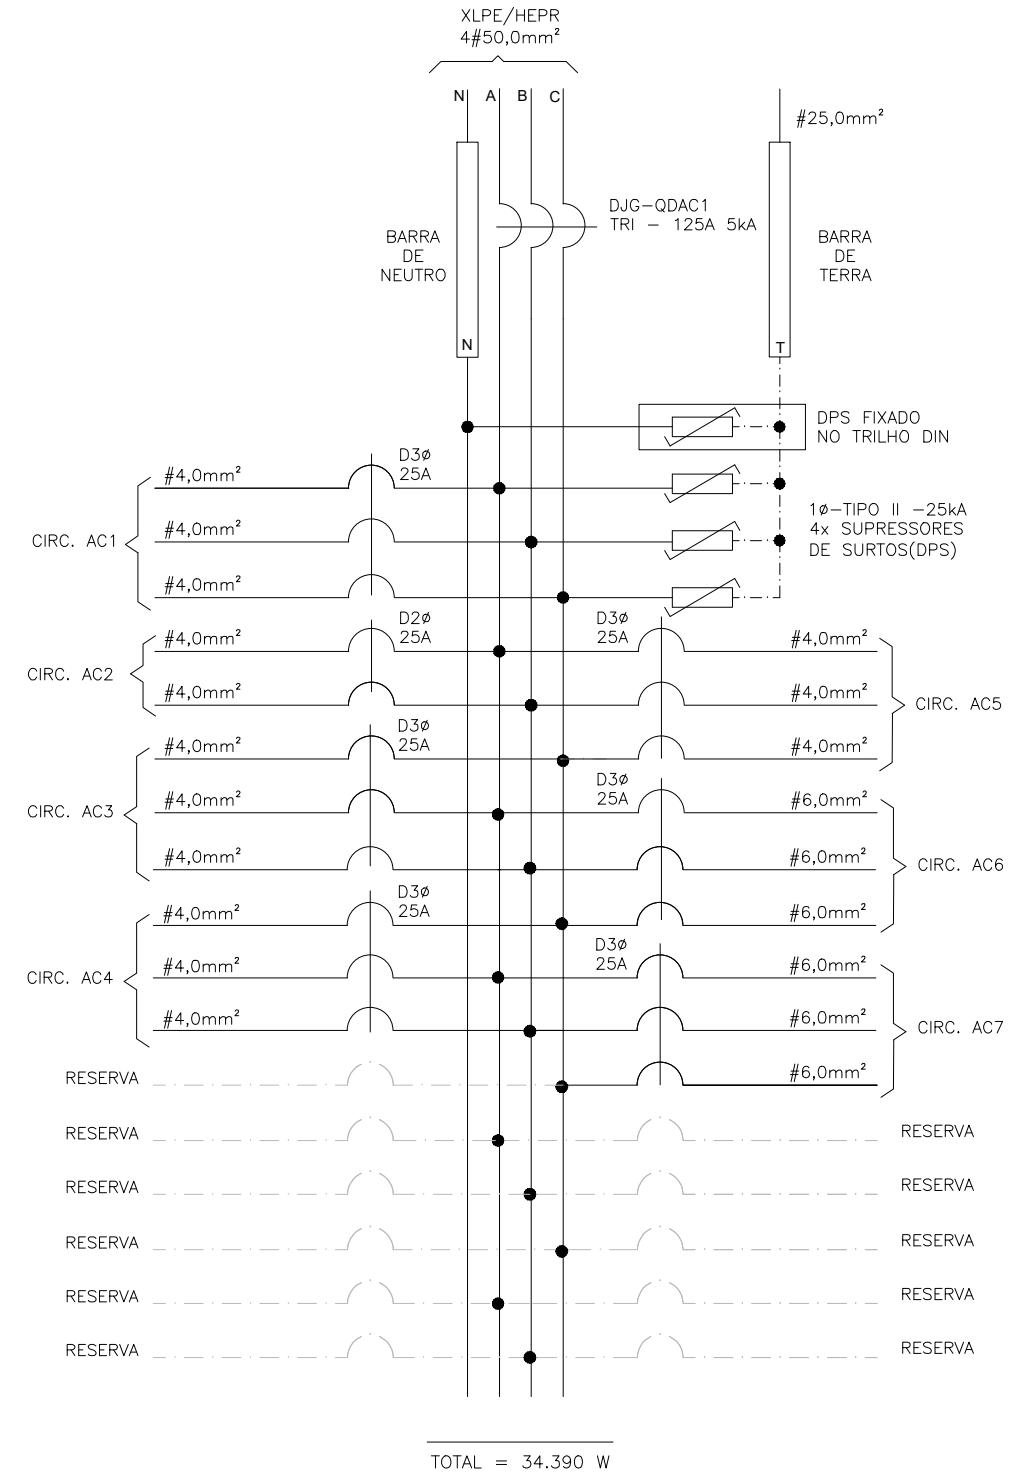 XLPE/HEPR
4#50,0mm²
N A B C
#25,0mm²
DJG-QDAC1
TRI - 125A 5kA
BARRA
DE
NEUTRO
BARRA
DE
TERRA
N
T
DPS FIXADO
NO TRILHO DIN
D3ø
25A
#4,0mm²
1ø-TIPO II -25kA
4x SUPRESSORES
DE SURTOS(DPS)
CIRC. AC1
#4,0mm²
#4,0mm²
D2ø
25A
D3ø
25A
#4,0mm²
#4,0mm²
CIRC. AC2
#4,0mm²
#4,0mm²
CIRC. AC5
D3ø
25A
#4,0mm²
#4,0mm²
D3ø
25A
CIRC. AC3
#4,0mm²
#6,0mm²
#4,0mm²
#6,0mm²
CIRC. AC6
D3ø
25A
#4,0mm²
#6,0mm²
D3ø
25A
CIRC. AC4
#4,0mm²
#6,0mm²
#4,0mm²
#6,0mm²
CIRC. AC7
RESERVA
#6,0mm²
RESERVA
RESERVA
RESERVA
RESERVA
RESERVA
RESERVA
RESERVA
RESERVA
RESERVA
RESERVA
TOTAL = 34.390 W